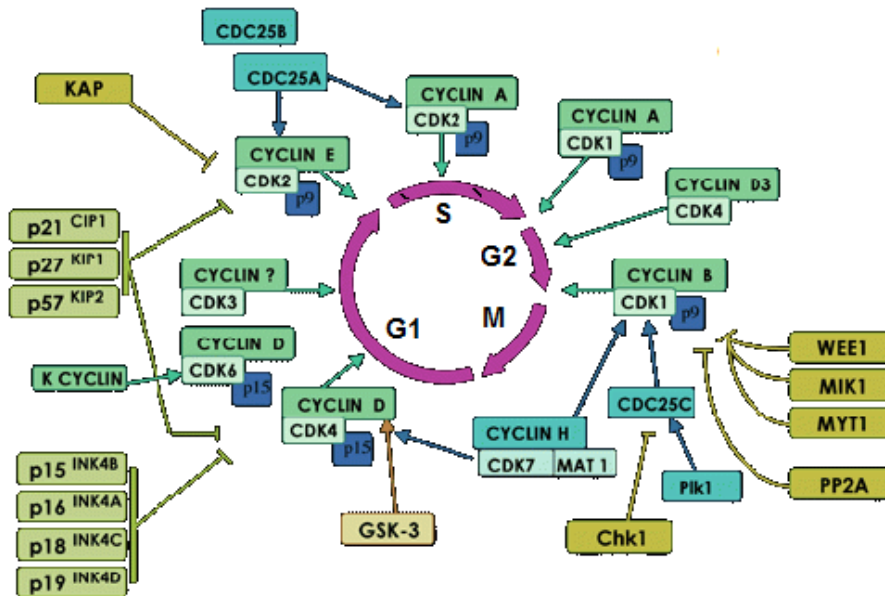 CDC25B
CDC25A
KAP
CYCLIN A
CDK2
p9
CYCLIN A
CDK1
p9
CYCLIN E
CDK2
p9
CYCLIN D3
CDK4
S
p21 CIP1
p27 KIP1
p57 KIP2
G2
CYCLIN ?
CDK3
CYCLIN B
CDK1
p9
G1
M
CYCLIN D
CDK6
p15
K CYCLIN
WEE1
MIK1
MYT1
CYCLIN D
CDK4
p15
CYCLIN H
CDK7
MAT 1
CDC25C
p15 INK4B
p16 INK4A
p18 INK4C
p19 INK4D
Plk1
PP2A
GSK-3
Chk1